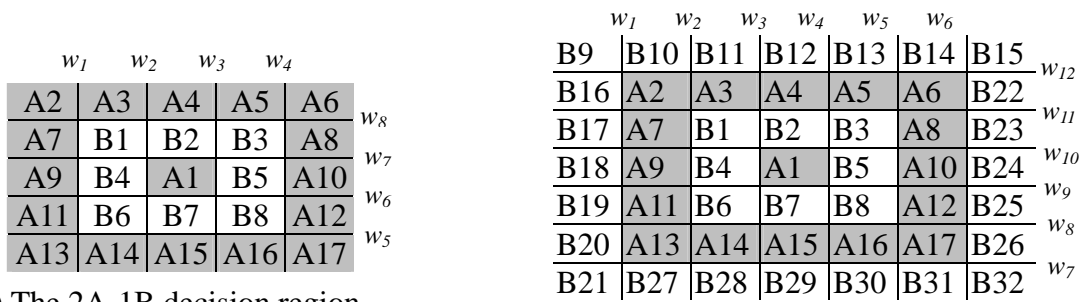 w1 w2 w3 w4
A2 A3 A4 A5 A6 w8
A7 B1 B2 B3 A8 w7
A9 B4 A1 B5 A10 w6
A11 B6 B7 B8 A12 w5
A13 A14 A15 A16 A17
The 2A-1B decision region
w1 w2 w3 w4 w5 w6
B9 B10 B11 B12 B13 B14 B15 w12
B16 A2 A3 A4 A5 A6 B22 w11
B17 A7 B1 B2 B3 A8 B23 w10
B18 A9 B4 A1 B5 A10 B24 w9
B19 A11 B6 B7 B8 A12 B25 w8
B20 A13 A14 A15 A16 A17 B26 w7
B21 B27 B28 B29 B30 B31 B32